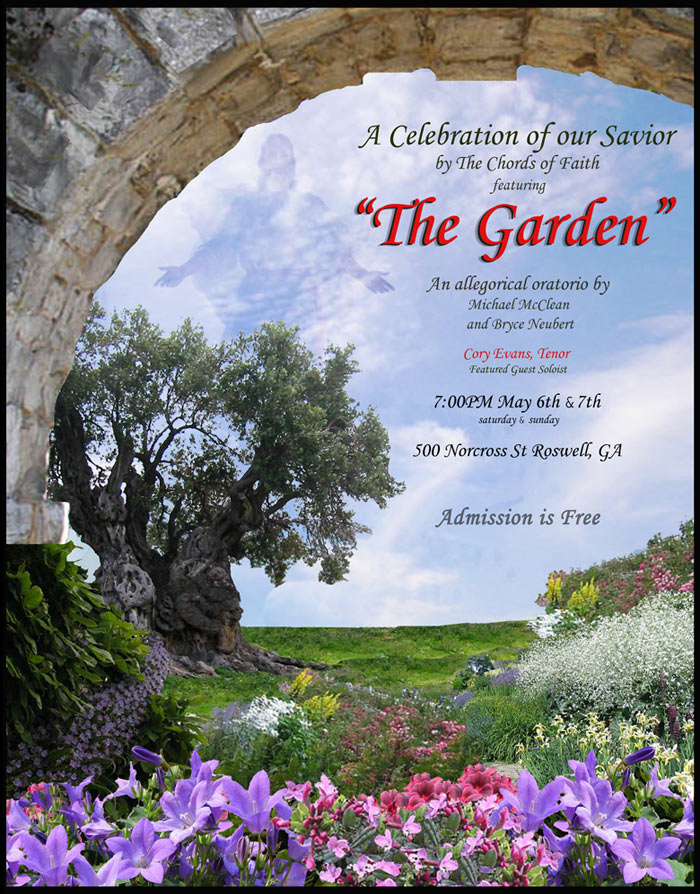 A Celebration of our Savior
by The Chords of Faith
featuring
“The Garden”
An allegorical oratorio by
Michael McClean
and Bryce Neubert
Cory Evans, Tenor
Featured Guest Soloist
7:00PM May 6th & 7th
saturday & sunday
500 Norcross St Roswell, GA
Admission is Free